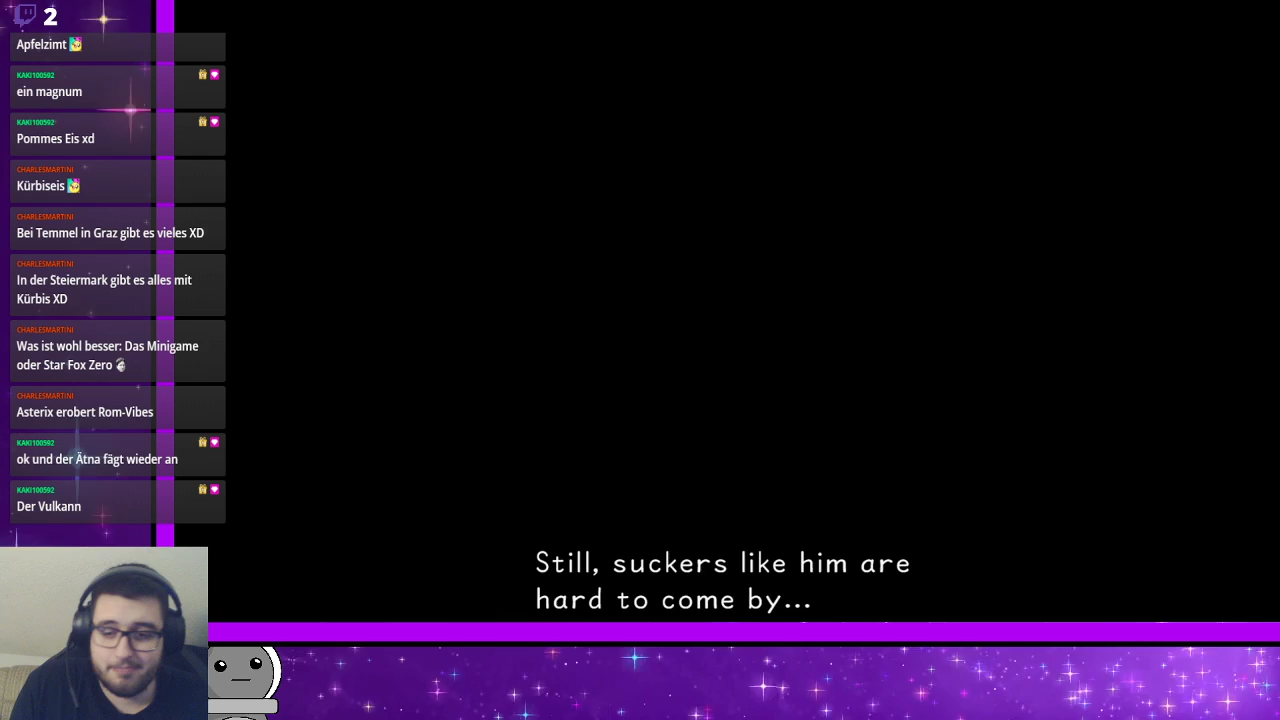 2
Apfelzimt
KAKI100592
ein magnum
KAKI100592
Pommes Eis xd
CHARLESMARTINI
Kürbiseis
CHARLESMARTINI
Bei Temmel in Graz gibt es vieles XD
CHARLESMARTINI
In der Steiermark gibt es alles mit
Kürbis XD
CHARLESMARTINI
Was ist wohl besser: Das Minigame
oder Star Fox Zero
CHARLESMARTINI
Asterix erobert Rom-Vibes
KAKI100592
ok und der Ätna fägt wieder an
KAKI100592
Der Vulkann
Still, suckers like him are
hard to come by...